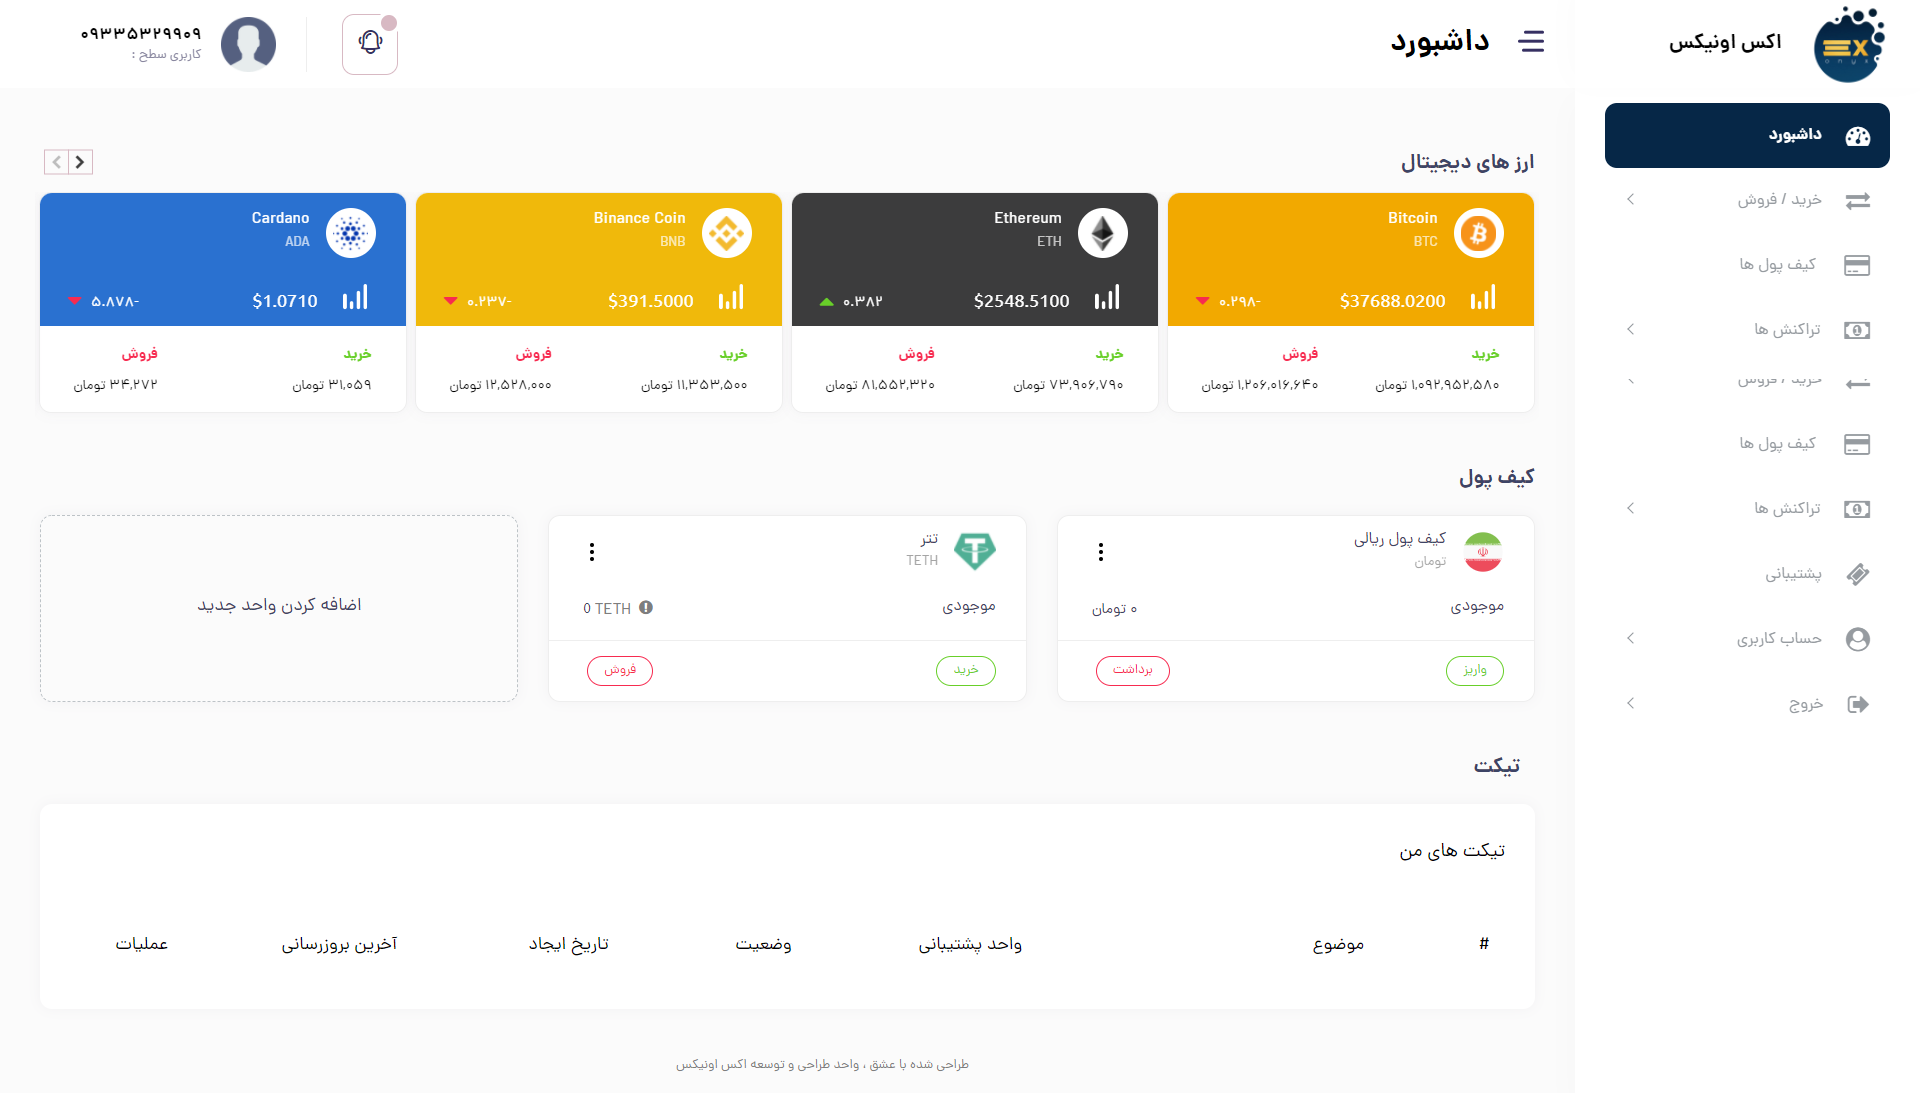 اکس اونیکس
داشبورد
۰۹۳۳۵۳۲۹۹۰۹
کاربری سطح :
داشبورد
خرید / فروش
کیف پول ها
تراکنش ها
خرید / فروش
کیف پول ها
تراکنش ها
پشتیبانی
حساب کاربری
خروج
ارز های دیجیتال
Bitcoin
BTC
$37688.0200
-۰.۲۹۸
خرید
فروش
۱,۰۹۲,۹۵۲,۵۸۰ تومان
۱,۲۰۶,۰۱۶,۶۴۰ تومان
Ethereum
ETH
$2548.5100
۰.۳۸۲
خرید
فروش
۷۳,۹۰۶,۷۹۰ تومان
۸۱,۵۵۲,۳۲۰ تومان
Binance Coin
BNB
$391.5000
-۰.۲۳۷
خرید
فروش
۱۱,۳۵۳,۵۰۰ تومان
۱۲,۵۲۸,۰۰۰ تومان
Cardano
ADA
$1.0710
-۵.۸۷۸
خرید
فروش
۳۱,۰۵۹ تومان
۳۴,۲۷۲ تومان
کیف پول
کیف پول ریالی
تومان
موجودی
۰ تومان
واریز
برداشت
تتر
TETH
موجودی
0 TETH
خرید
فروش
اضافه کردن واحد جدید
تیکت
تیکت های من
# موضوع واحد پشتیبانی وضعیت تاریخ ایجاد آخرین بروزرسانی عملیات
طراحی شده با عشق ، واحد طراحی و توسعه اکس اونیکس